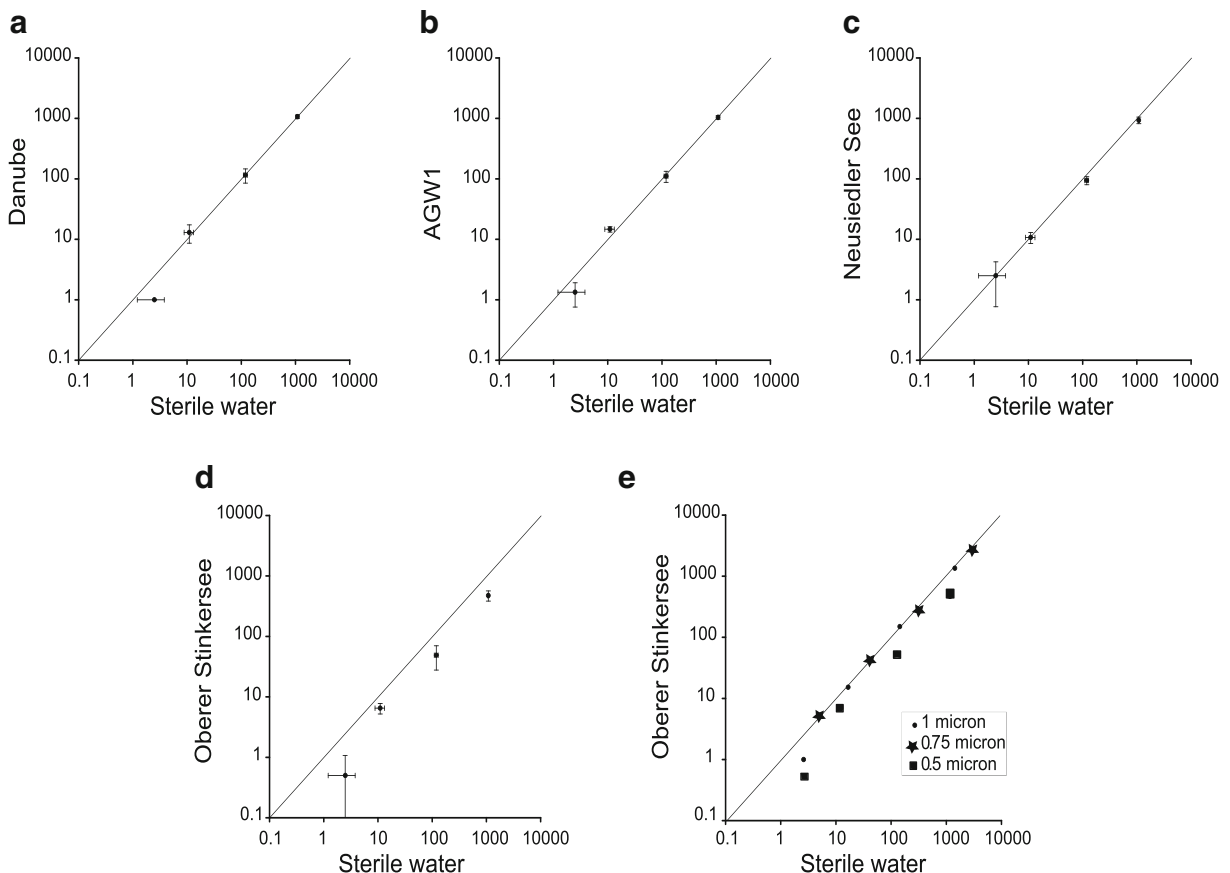 a
10000
1000
100
10
1
0.1
Danube
0.1 1 10 100 1000 10000
Sterile water
b
10000
1000
100
10
1
0.1
AGW1
0.1 1 10 100 1000 10000
Sterile water
c
10000
1000
100
10
1
0.1
Neusiedler See
0.1 1 10 100 1000 10000
Sterile water
d
10000
1000
100
10
1
0.1
Oberer Stinkersee
0.1 1 10 100 1000 10000
Sterile water
e
10000
1000
100
10
1
0.1
Oberer Stinkersee
1 micron
0.75 micron
0.5 micron
0.1 1 10 100 1000 10000
Sterile water